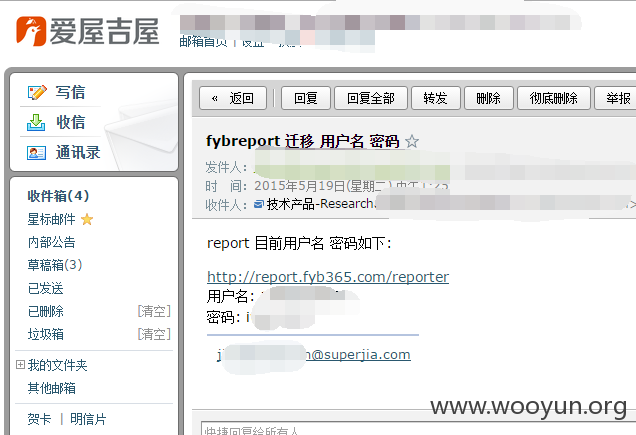 爱屋吉屋
邮箱首页 | 设置
写信
收信
通讯录
收件箱(4)
星标邮件
内部公告
草稿箱(3)
已发送
已删除 [清空]
垃圾箱 [清空]
我的文件夹
其他邮箱
贺卡 | 明信片
« 返回 回复 回复全部 转发 删除 彻底删除 举报
fybreport 迁移 用户名 密码
发件人:
时 间: 2015年5月19日(星期二)
收件人: 技术产品-Research
report 目前用户名 密码如下:
http://report.fyb365.com/reporter
用户名:
密码: i
j n@superjia.com
快捷回复给所有人
www.wooyun.org